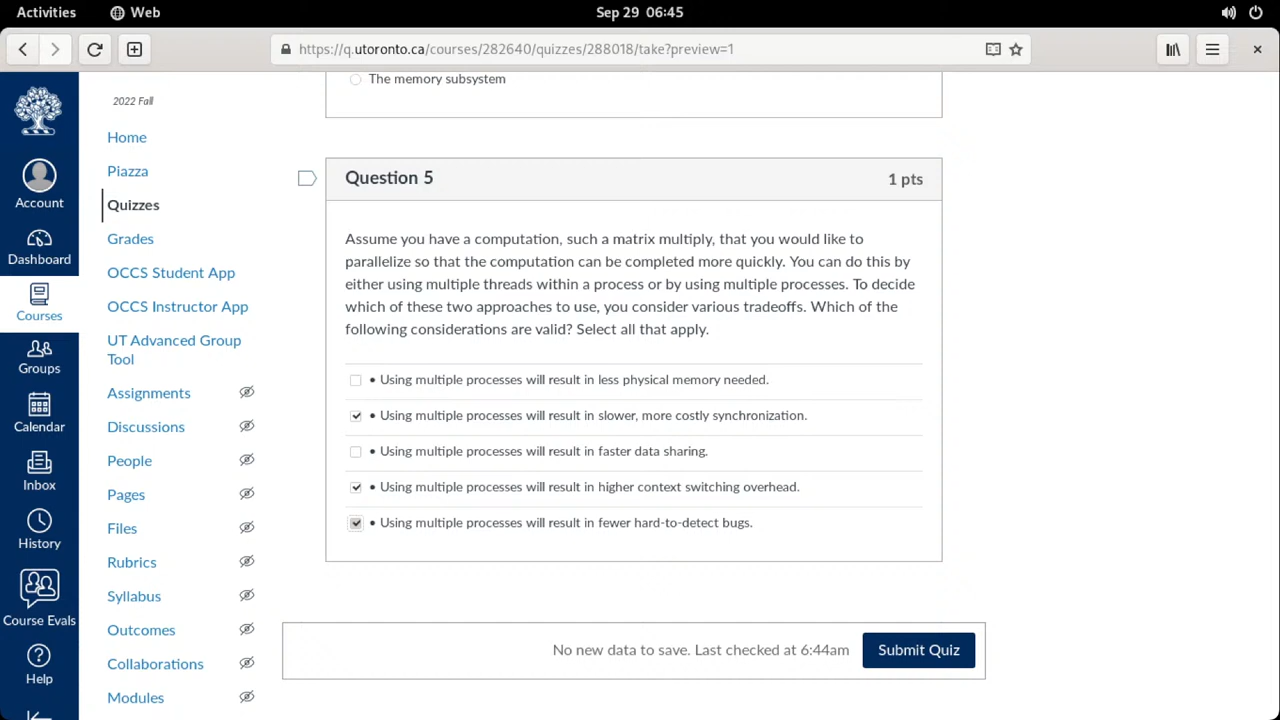 Activities
Web
Sep 29 06:45
https://q.utoronto.ca/courses/282640/quizzes/288018/take?preview=1
Account
Dashboard
Courses
Groups
Calendar
Inbox
History
Course Evals
Help
2022 Fall
Home
Piazza
Quizzes
Grades
OCCS Student App
OCCS Instructor App
UT Advanced Group
Tool
Assignments
Discussions
People
Pages
Files
Rubrics
Syllabus
Outcomes
Collaborations
Modules
The memory subsystem
Question 5
1 pts
Assume you have a computation, such a matrix multiply, that you would like to
parallelize so that the computation can be completed more quickly. You can do this by
either using multiple threads within a process or by using multiple processes. To decide
which of these two approaches to use, you consider various tradeoffs. Which of the
following considerations are valid? Select all that apply.
• Using multiple processes will result in less physical memory needed.
• Using multiple processes will result in slower, more costly synchronization.
• Using multiple processes will result in faster data sharing.
• Using multiple processes will result in higher context switching overhead.
• Using multiple processes will result in fewer hard-to-detect bugs.
No new data to save. Last checked at 6:44am
Submit Quiz